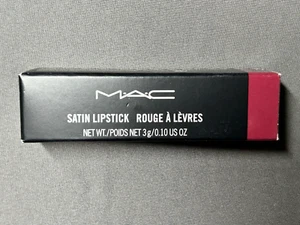 M·A·C
SATIN LIPSTICK ROUGE À LÈVRES
NET WT./POIDS NET 3 g/0.10 US OZ